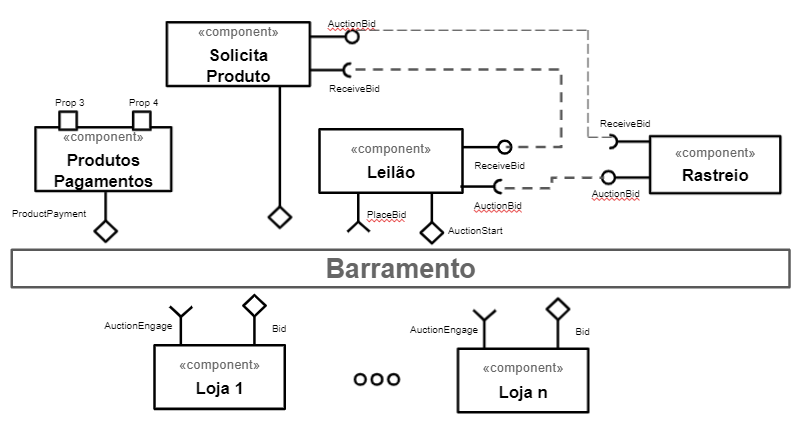 AuctionBid
«component»
Solicita
Produto
ReceiveBid
Prop 3
Prop 4
«component»
Produtos
Pagamentos
ProductPayment
«component»
Leilão
ReceiveBid
AuctionBid
PlaceBid
AuctionStart
ReceiveBid
«component»
Rastreio
AuctionBid
Barramento
AuctionEngage
Bid
«component»
Loja 1
AuctionEngage
Bid
«component»
Loja n